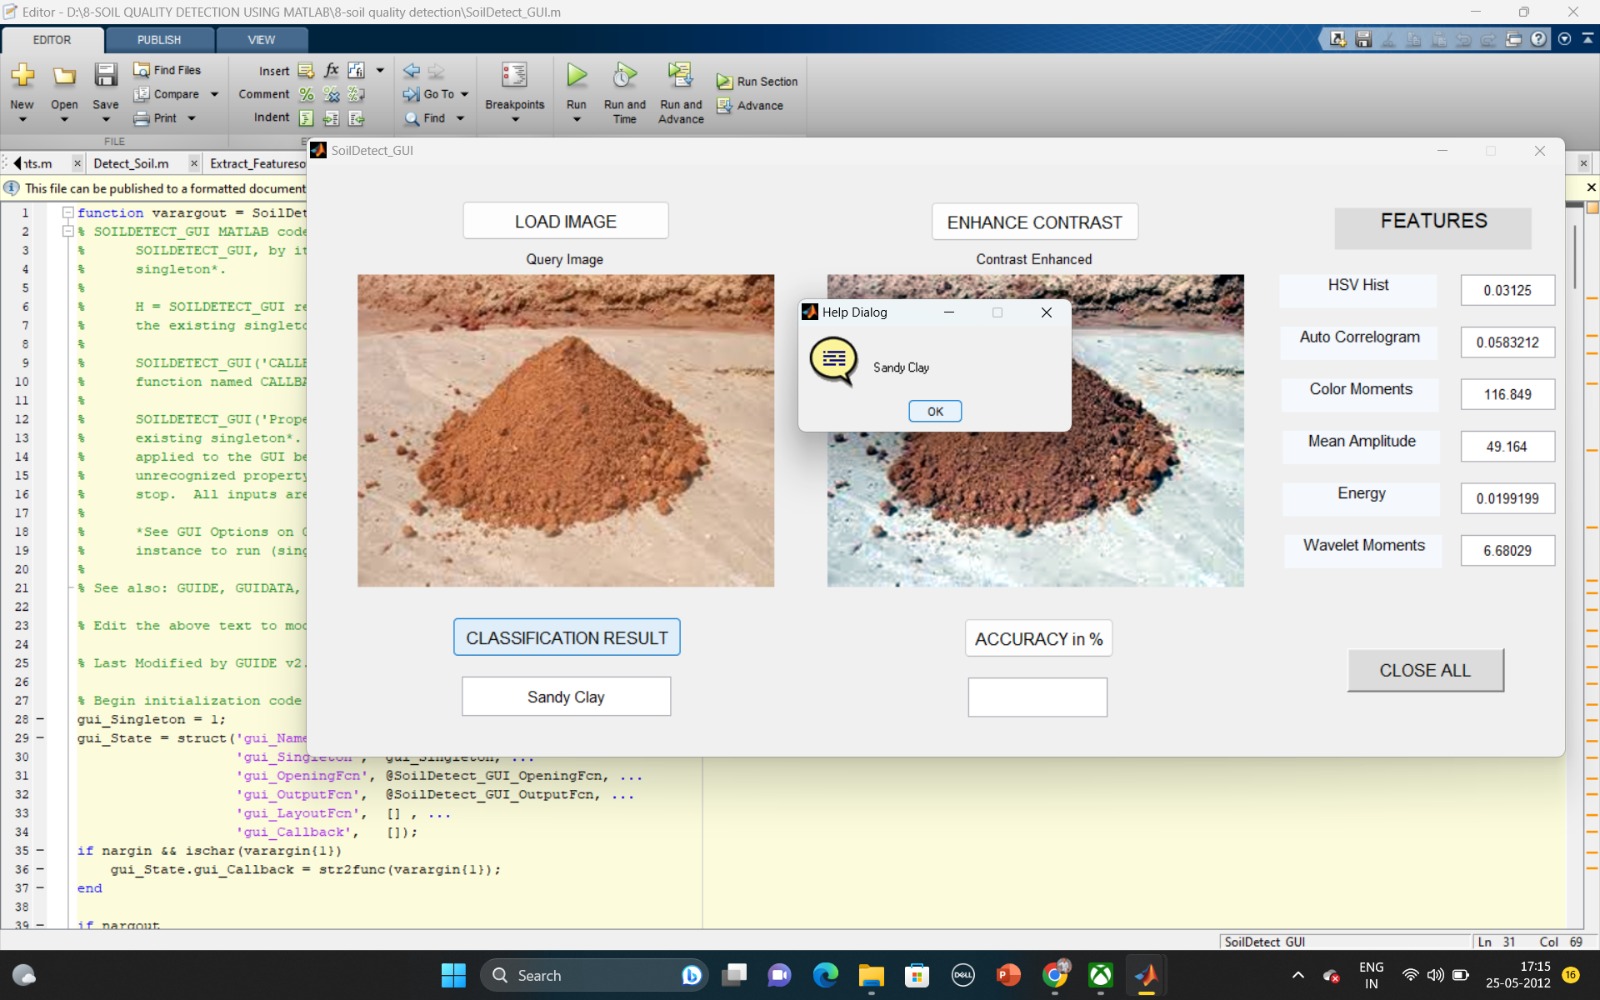 Editor - D:\8-SOIL QUALITY DETECTION USING MATLAB\8-soil quality detection\SoilDetect_GUI.m
EDITOR PUBLISH VIEW
New Open Save Find Files Compare Print
FILE
Insert fx
Comment
Indent
Go To
Find
Breakpoints
Run
Run and Time
Run and Advance
Run Section
Advance
nts.m Detect_Soil.m Extract_Featureso
This file can be published to a formatted document
1 function varargout = SoilDet
2 % SOILDETECT_GUI MATLAB code
3 % SOILDETECT_GUI, by it
4 % singleton*.
5 %
6 % H = SOILDETECT_GUI re
7 % the existing singleto
8 %
9 % SOILDETECT_GUI('CALLB
10 % function named CALLBA
11 %
12 % SOILDETECT_GUI('Prope
13 % existing singleton*.
14 % applied to the GUI be
15 % unrecognized property
16 % stop. All inputs are
17 %
18 % *See GUI Options on G
19 % instance to run (sing
20 %
21 % See also: GUIDE, GUIDATA,
22
23 % Edit the above text to mod
24
25 % Last Modified by GUIDE v2.
26
27 % Begin initialization code
28 gui_Singleton = 1;
29 gui_State = struct('gui_Name
30 'gui_Singleton', gui_Singleton, ...
31 'gui_OpeningFcn', @SoilDetect_GUI_OpeningFcn, ...
32 'gui_OutputFcn', @SoilDetect_GUI_OutputFcn, ...
33 'gui_LayoutFcn', [] , ...
34 'gui_Callback', []);
35 if nargin && ischar(varargin{1})
36 gui_State.gui_Callback = str2func(varargin{1});
37 end
38
39 if nargout
SoilDetect_GUI
LOAD IMAGE
Query Image
ENHANCE CONTRAST
Contrast Enhanced
Help Dialog
Sandy Clay
OK
FEATURES
HSV Hist 0.03125
Auto Correlogram 0.0583212
Color Moments 116.849
Mean Amplitude 49.164
Energy 0.0199199
Wavelet Moments 6.68029
CLASSIFICATION RESULT
Sandy Clay
ACCURACY in %
CLOSE ALL
SoilDetect GUI
Ln 31 Col 69
Search
DELL
ENG
IN
17:15
25-05-2012
16